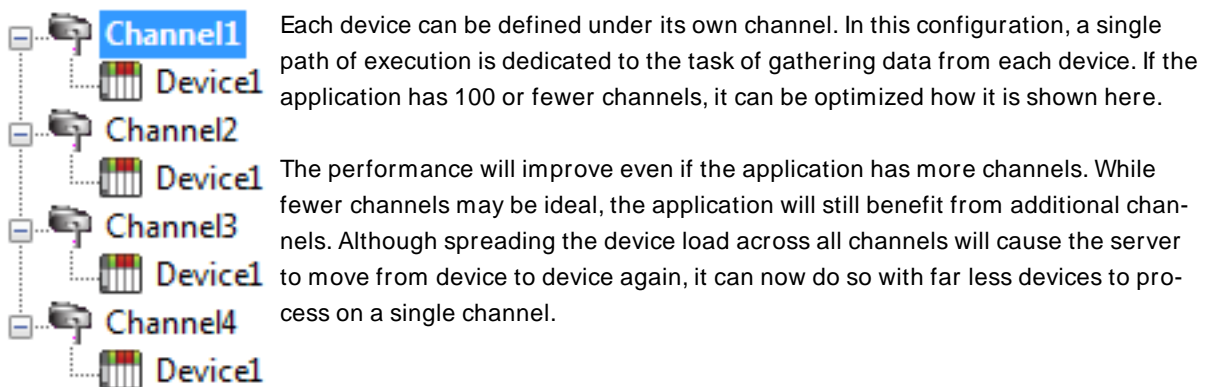 Channel1
Device1
Channel2
Device1
Channel3
Device1
Channel4
Device1
Each device can be defined under its own channel. In this configuration, a single
path of execution is dedicated to the task of gathering data from each device. If the
application has 100 or fewer channels, it can be optimized how it is shown here.
The performance will improve even if the application has more channels. While
fewer channels may be ideal, the application will still benefit from additional chan-
nels. Although spreading the device load across all channels will cause the server
to move from device to device again, it can now do so with far less devices to pro-
cess on a single channel.